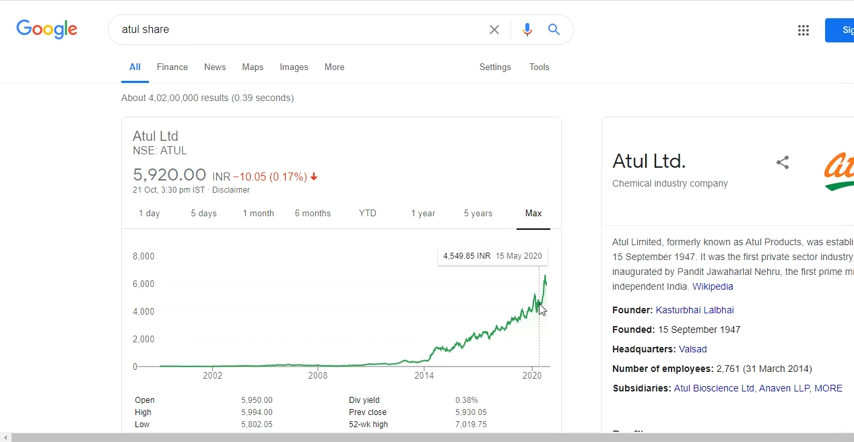 Google
atul share
All Finance News Maps Images More Settings Tools
About 4,02,00,000 results (0.39 seconds)
Atul Ltd
NSE: ATUL
5,920.00 INR −10.05 (0.17%)
21 Oct, 3:30 pm IST · Disclaimer
1 day 5 days 1 month 6 months YTD 1 year 5 years Max
4,549.85 INR 15 May 2020
8,000
6,000
4,000
2,000
0
2002 2008 2014 2020
Open 5,950.00 Div yield 0.38%
High 5,994.00 Prev close 5,930.05
Low 5,802.05 52-wk high 7,019.75
Atul Ltd.
Chemical industry company
Atul Limited, formerly known as Atul Products, was
15 September 1947. It was the first private sector industry
inaugurated by Pandit Jawaharlal Nehru, the first prime
independent India. Wikipedia
Founder: Kasturbhai Lalbhai
Founded: 15 September 1947
Headquarters: Valsad
Number of employees: 2,761 (31 March 2014)
Subsidiaries: Atul Bioscience Ltd, Anaven LLP, MORE